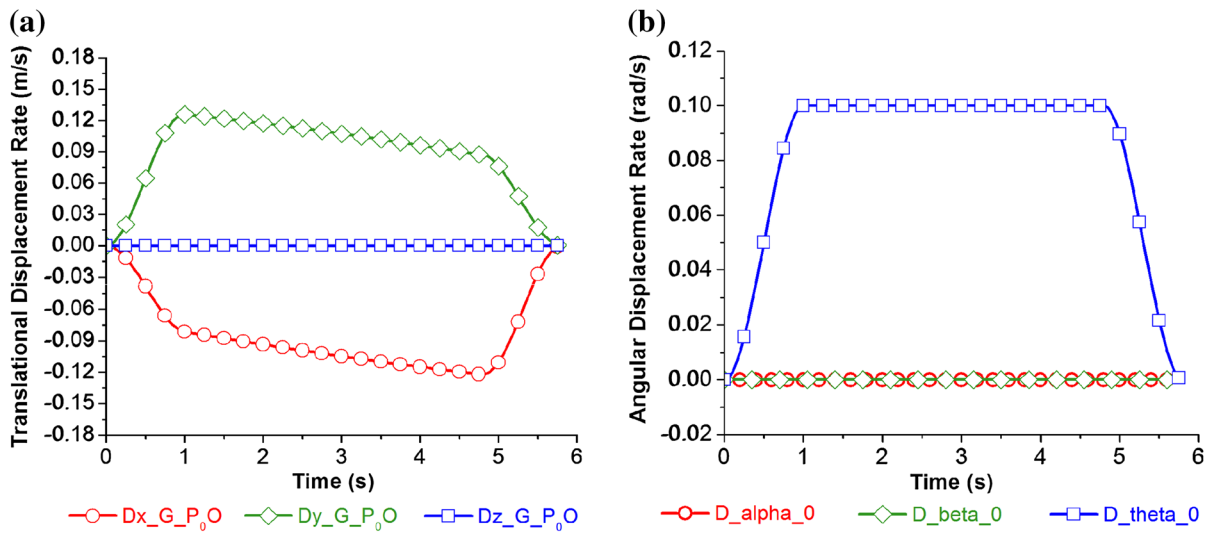 (a)
Translational Displacement Rate (m/s)
0.18
0.15
0.12
0.09
0.06
0.03
0.00
-0.03
-0.06
-0.09
-0.12
-0.15
-0.18
0 1 2 3 4 5 6
Time (s)
Dx_G_P₀O Dy_G_P₀O Dz_G_P₀O
(b)
Angular Displacement Rate (rad/s)
0.12
0.10
0.08
0.06
0.04
0.02
0.00
-0.02
0 1 2 3 4 5 6
Time (s)
D_alpha_0 D_beta_0 D_theta_0